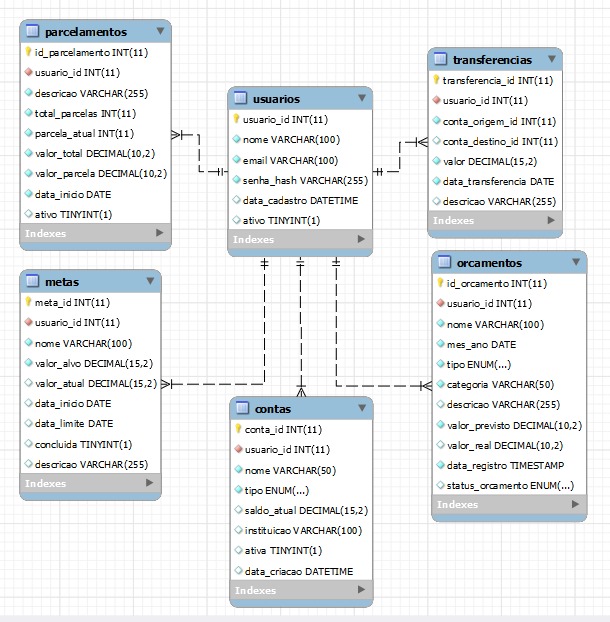 parcelamentos
id_parcelamento INT(11)
usuario_id INT(11)
descricao VARCHAR(255)
total_parcelas INT(11)
parcela_atual INT(11)
valor_total DECIMAL(10,2)
valor_parcela DECIMAL(10,2)
data_inicio DATE
ativo TINYINT(1)
Indexes
usuarios
usuario_id INT(11)
nome VARCHAR(100)
email VARCHAR(100)
senha_hash VARCHAR(255)
data_cadastro DATETIME
ativo TINYINT(1)
Indexes
transferencias
transferencia_id INT(11)
usuario_id INT(11)
conta_origem_id INT(11)
conta_destino_id INT(11)
valor DECIMAL(15,2)
data_transferencia DATE
descricao VARCHAR(255)
Indexes
metas
meta_id INT(11)
usuario_id INT(11)
nome VARCHAR(100)
valor_alvo DECIMAL(15,2)
valor_atual DECIMAL(15,2)
data_inicio DATE
data_limite DATE
concluida TINYINT(1)
descricao VARCHAR(255)
Indexes
contas
conta_id INT(11)
usuario_id INT(11)
nome VARCHAR(50)
tipo ENUM(...)
saldo_atual DECIMAL(15,2)
instituicao VARCHAR(100)
ativa TINYINT(1)
data_criacao DATETIME
Indexes
orcamentos
id_orcamento INT(11)
usuario_id INT(11)
nome VARCHAR(100)
mes_ano DATE
tipo ENUM(...)
categoria VARCHAR(50)
descricao VARCHAR(255)
valor_previsto DECIMAL(10,2)
valor_real DECIMAL(10,2)
data_registro TIMESTAMP
status_orcamento ENUM(...)
Indexes